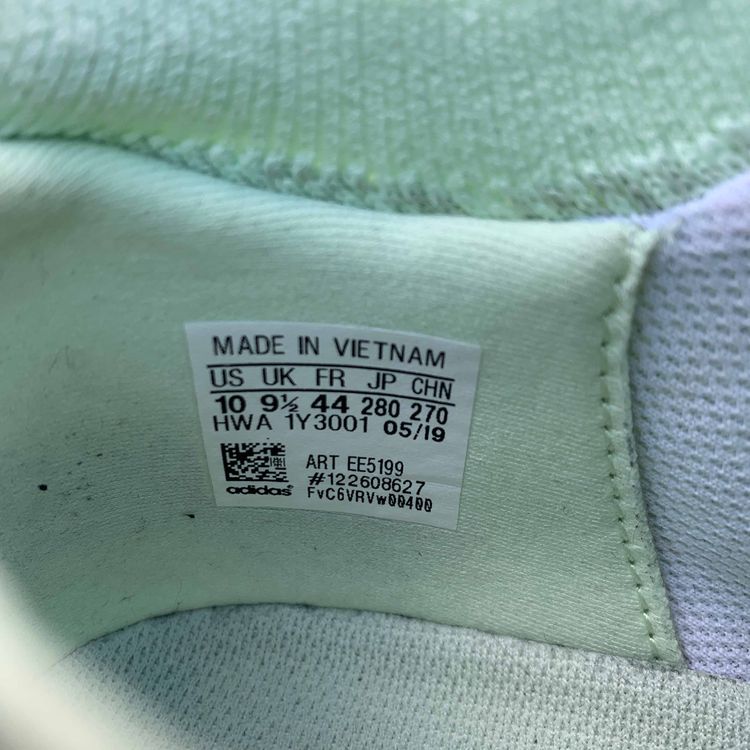 MADE IN VIETNAM
US UK FR JP CHN
10 9½ 44 280 270
HWA 1Y3001 05/19
ART EE5199
#122608627
adidas FvC6VRVw00400